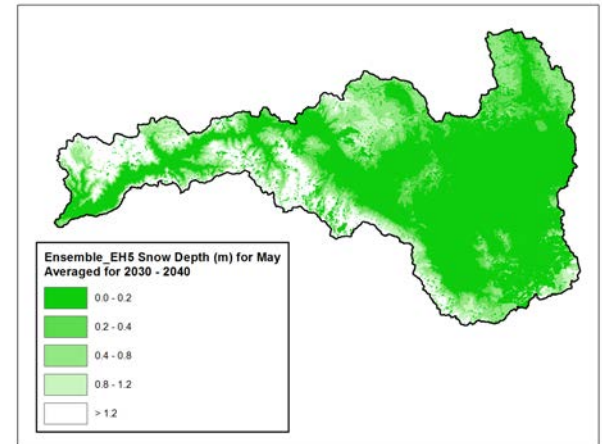 Ensemble_EH5 Snow Depth (m) for May
Averaged for 2030 - 2040
0.0 - 0.2
0.2 - 0.4
0.4 - 0.8
0.8 - 1.2
> 1.2